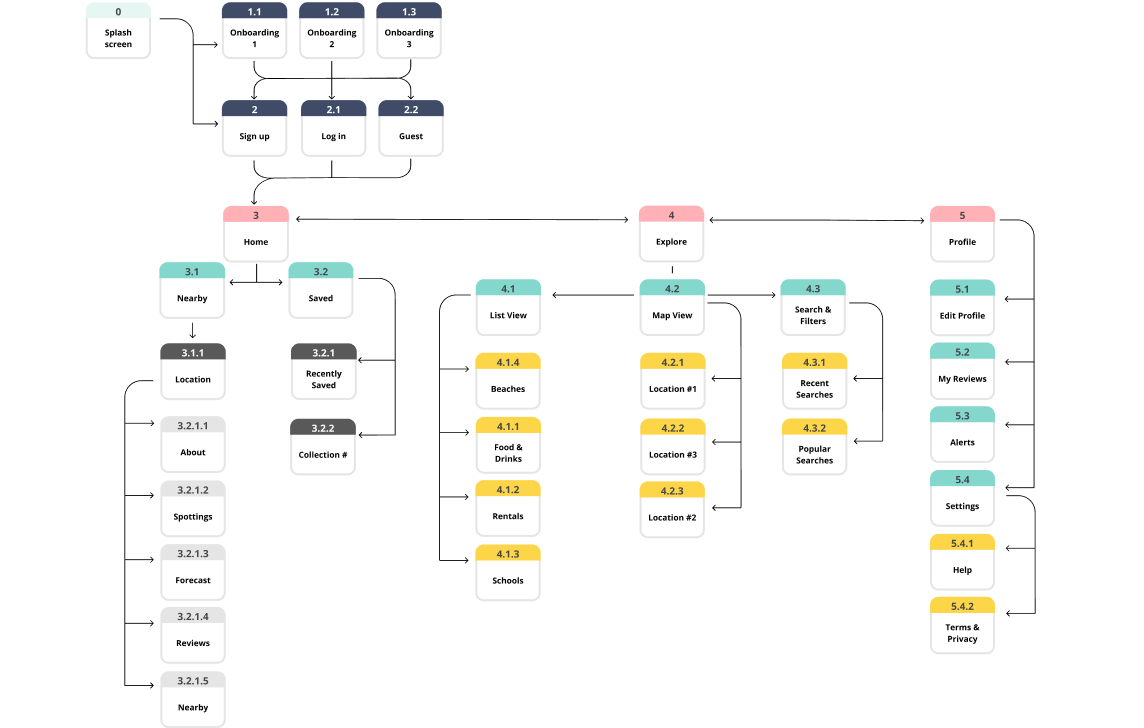 0
Splash
screen
1.1
Onboarding
1
1.2
Onboarding
2
1.3
Onboarding
3
2
Sign up
2.1
Log in
2.2
Guest
3
Home
4
Explore
5
Profile
3.1
Nearby
3.2
Saved
3.1.1
Location
3.2.1
Recently
Saved
3.2.2
Collection #
3.2.1.1
About
3.2.1.2
Spottings
3.2.1.3
Forecast
3.2.1.4
Reviews
3.2.1.5
Nearby
4.1
List View
4.2
Map View
4.3
Search &
Filters
4.1.4
Beaches
4.1.1
Food &
Drinks
4.1.2
Rentals
4.1.3
Schools
4.2.1
Location #1
4.2.2
Location #3
4.2.3
Location #2
4.3.1
Recent
Searches
4.3.2
Popular
Searches
5.1
Edit Profile
5.2
My Reviews
5.3
Alerts
5.4
Settings
5.4.1
Help
5.4.2
Terms &
Privacy